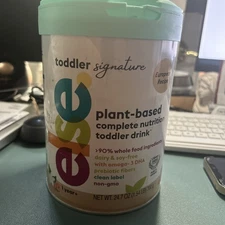 toddler signature
else
plant-based
complete nutrition
toddler drink
>90% whole food ingredients
dairy & soy-free
with omega-3 DHA
prebiotic fibers
clean label
non-gmo